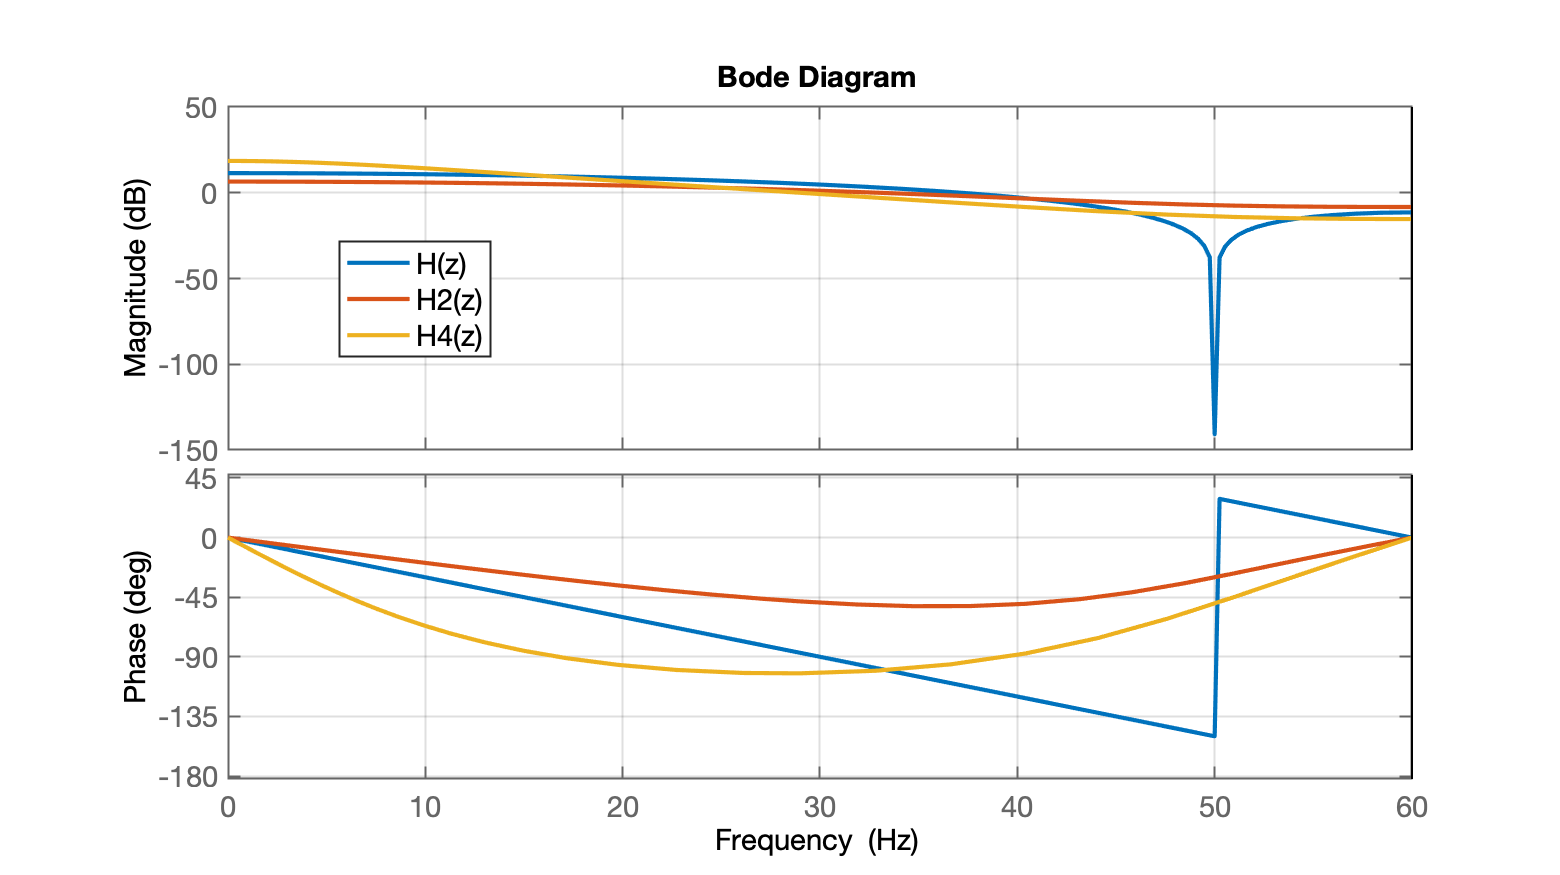 Bode Diagram
50
0
-50
-100
-150
Magnitude (dB)
H(z)
H2(z)
H4(z)
45
0
-45
-90
-135
-180
Phase (deg)
0 10 20 30 40 50 60
Frequency (Hz)